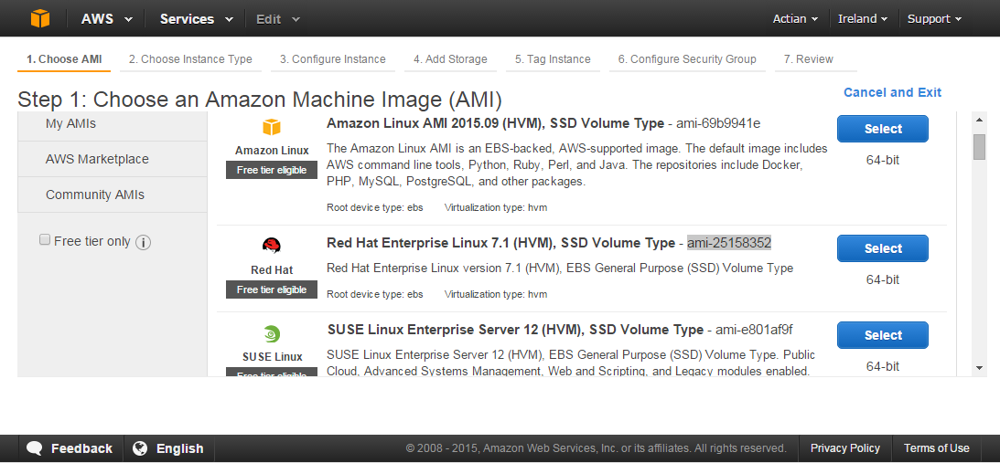 AWS Services Edit Actian Ireland Support
1. Choose AMI 2. Choose Instance Type 3. Configure Instance 4. Add Storage 5. Tag Instance 6. Configure Security Group 7. Review
Step 1: Choose an Amazon Machine Image (AMI)
Cancel and Exit
My AMIs
AWS Marketplace
Community AMIs
Free tier only
Amazon Linux
Free tier eligible
Amazon Linux AMI 2015.09 (HVM), SSD Volume Type - ami-69b9941e
The Amazon Linux AMI is an EBS-backed, AWS-supported image. The default image includes
AWS command line tools, Python, Ruby, Perl, and Java. The repositories include Docker,
PHP, MySQL, PostgreSQL, and other packages.
Root device type: ebs Virtualization type: hvm
Select
64-bit
Red Hat
Free tier eligible
Red Hat Enterprise Linux 7.1 (HVM), SSD Volume Type - ami-25158352
Red Hat Enterprise Linux version 7.1 (HVM), EBS General Purpose (SSD) Volume Type
Root device type: ebs Virtualization type: hvm
Select
64-bit
SUSE Linux
Free tier eligible
SUSE Linux Enterprise Server 12 (HVM), SSD Volume Type - ami-e801af9f
SUSE Linux Enterprise Server 12 (HVM), EBS General Purpose (SSD) Volume Type. Public
Cloud, Advanced Systems Management, Web and Scripting, and Legacy modules enabled.
Select
64-bit
Feedback English © 2008 - 2015, Amazon Web Services, Inc. or its affiliates. All rights reserved. Privacy Policy Terms of Use